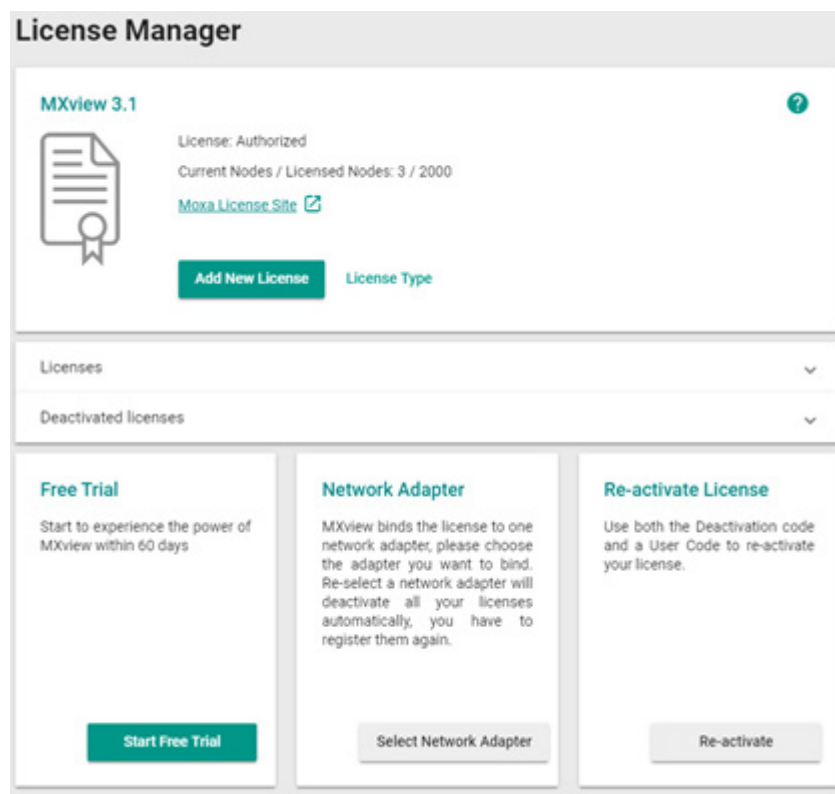 License Manager
MXview 3.1
License: Authorized
Current Nodes / Licensed Nodes: 3 / 2000
Moxa License Site
Add New License
License Type
Licenses
Deactivated licenses
Free Trial
Start to experience the power of
MXview within 60 days
Start Free Trial
Network Adapter
MXview binds the license to one
network adapter, please choose
the adapter you want to bind.
Re-select a network adapter will
deactivate all your licenses
automatically, you have to
register them again.
Select Network Adapter
Re-activate License
Use both the Deactivation code
and a User Code to re-activate
your license.
Re-activate